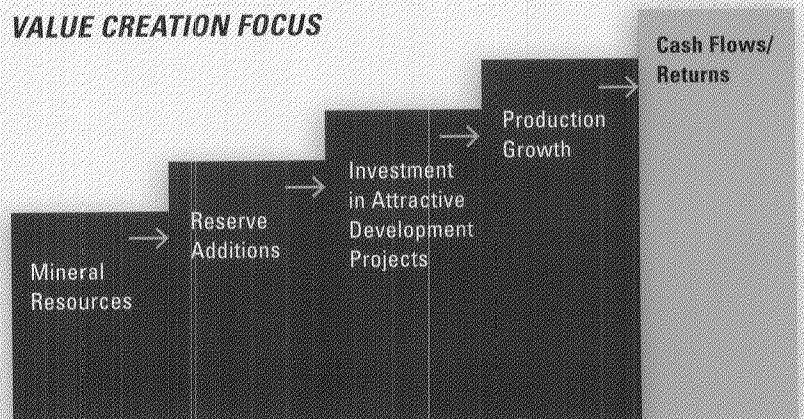 VALUE CREATION FOCUS
Mineral
Resources
Reserve
Additions
Investment
in Attractive
Development
Projects
Production
Growth
Cash Flows/
Returns